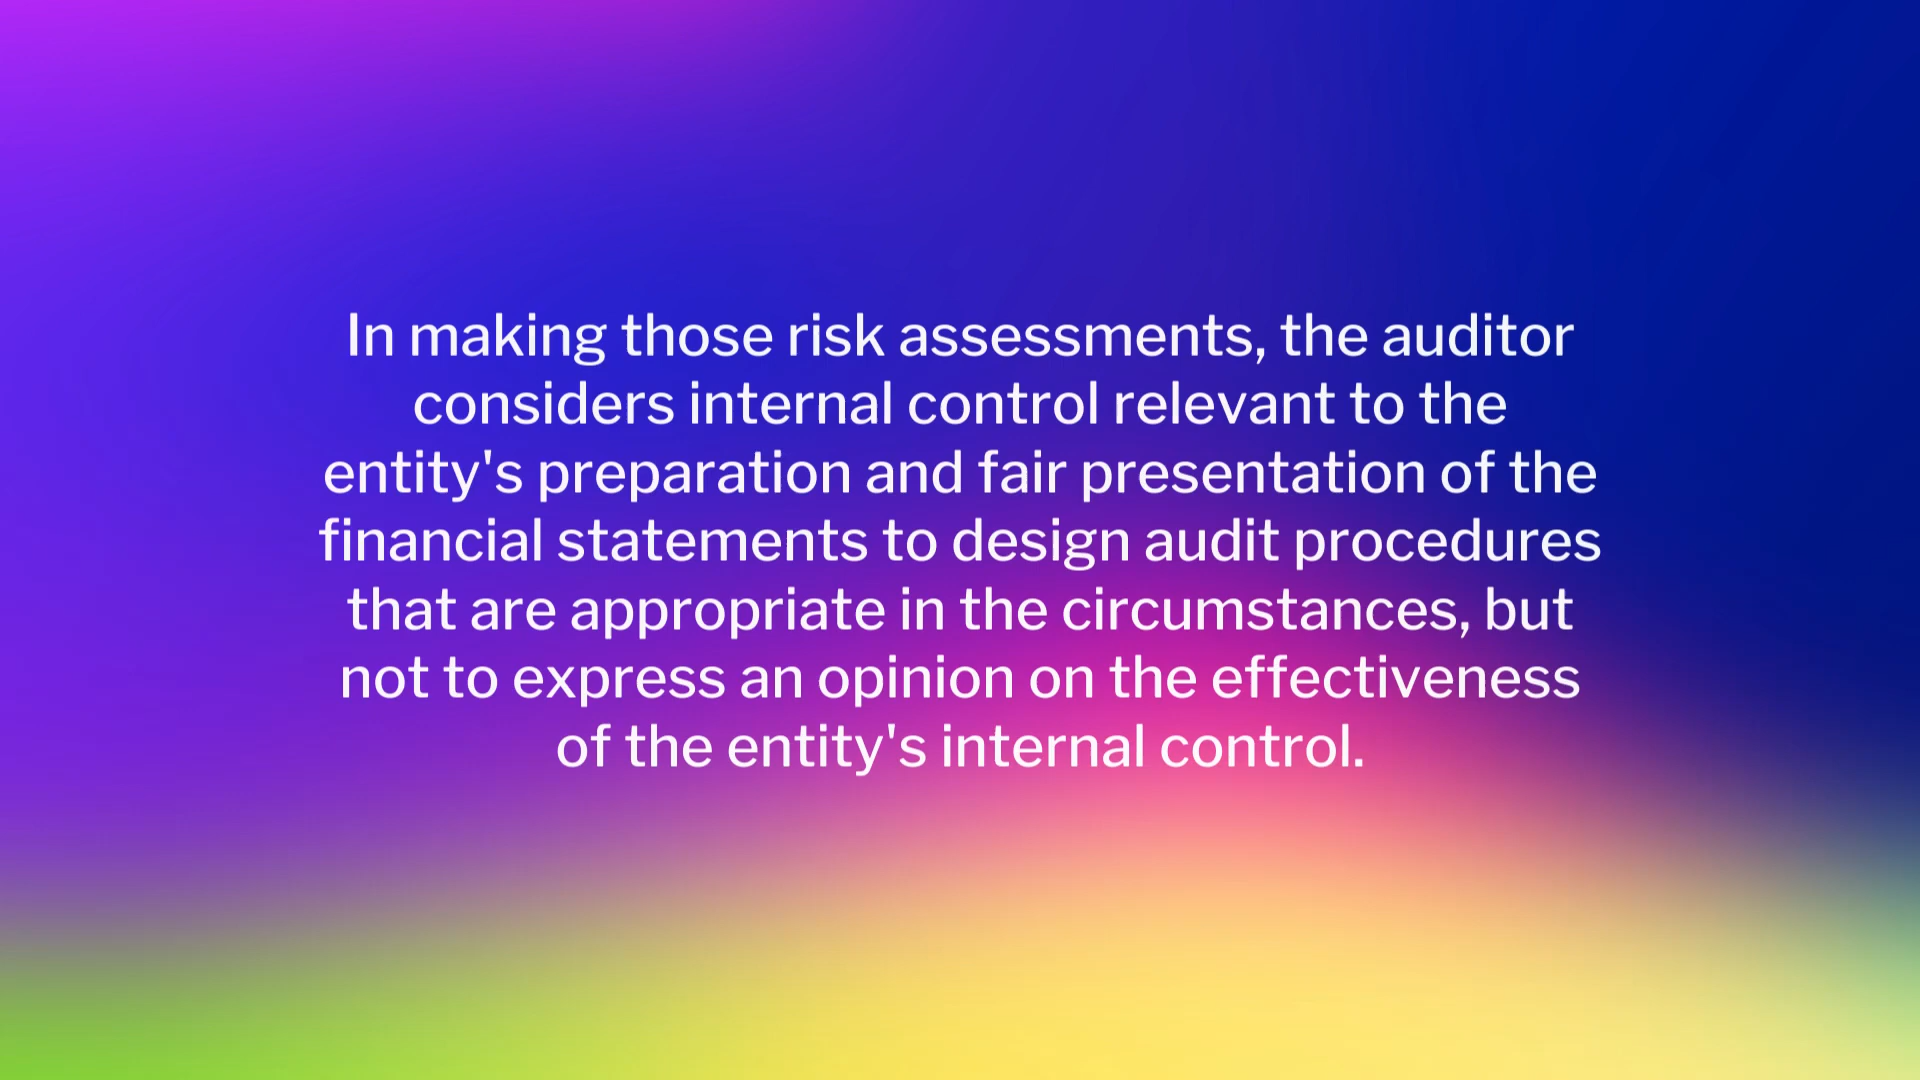 In making those risk assessments, the auditor
considers internal control relevant to the
entity's preparation and fair presentation of the
financial statements to design audit procedures
that are appropriate in the circumstances, but
not to express an opinion on the effectiveness
of the entity's internal control.